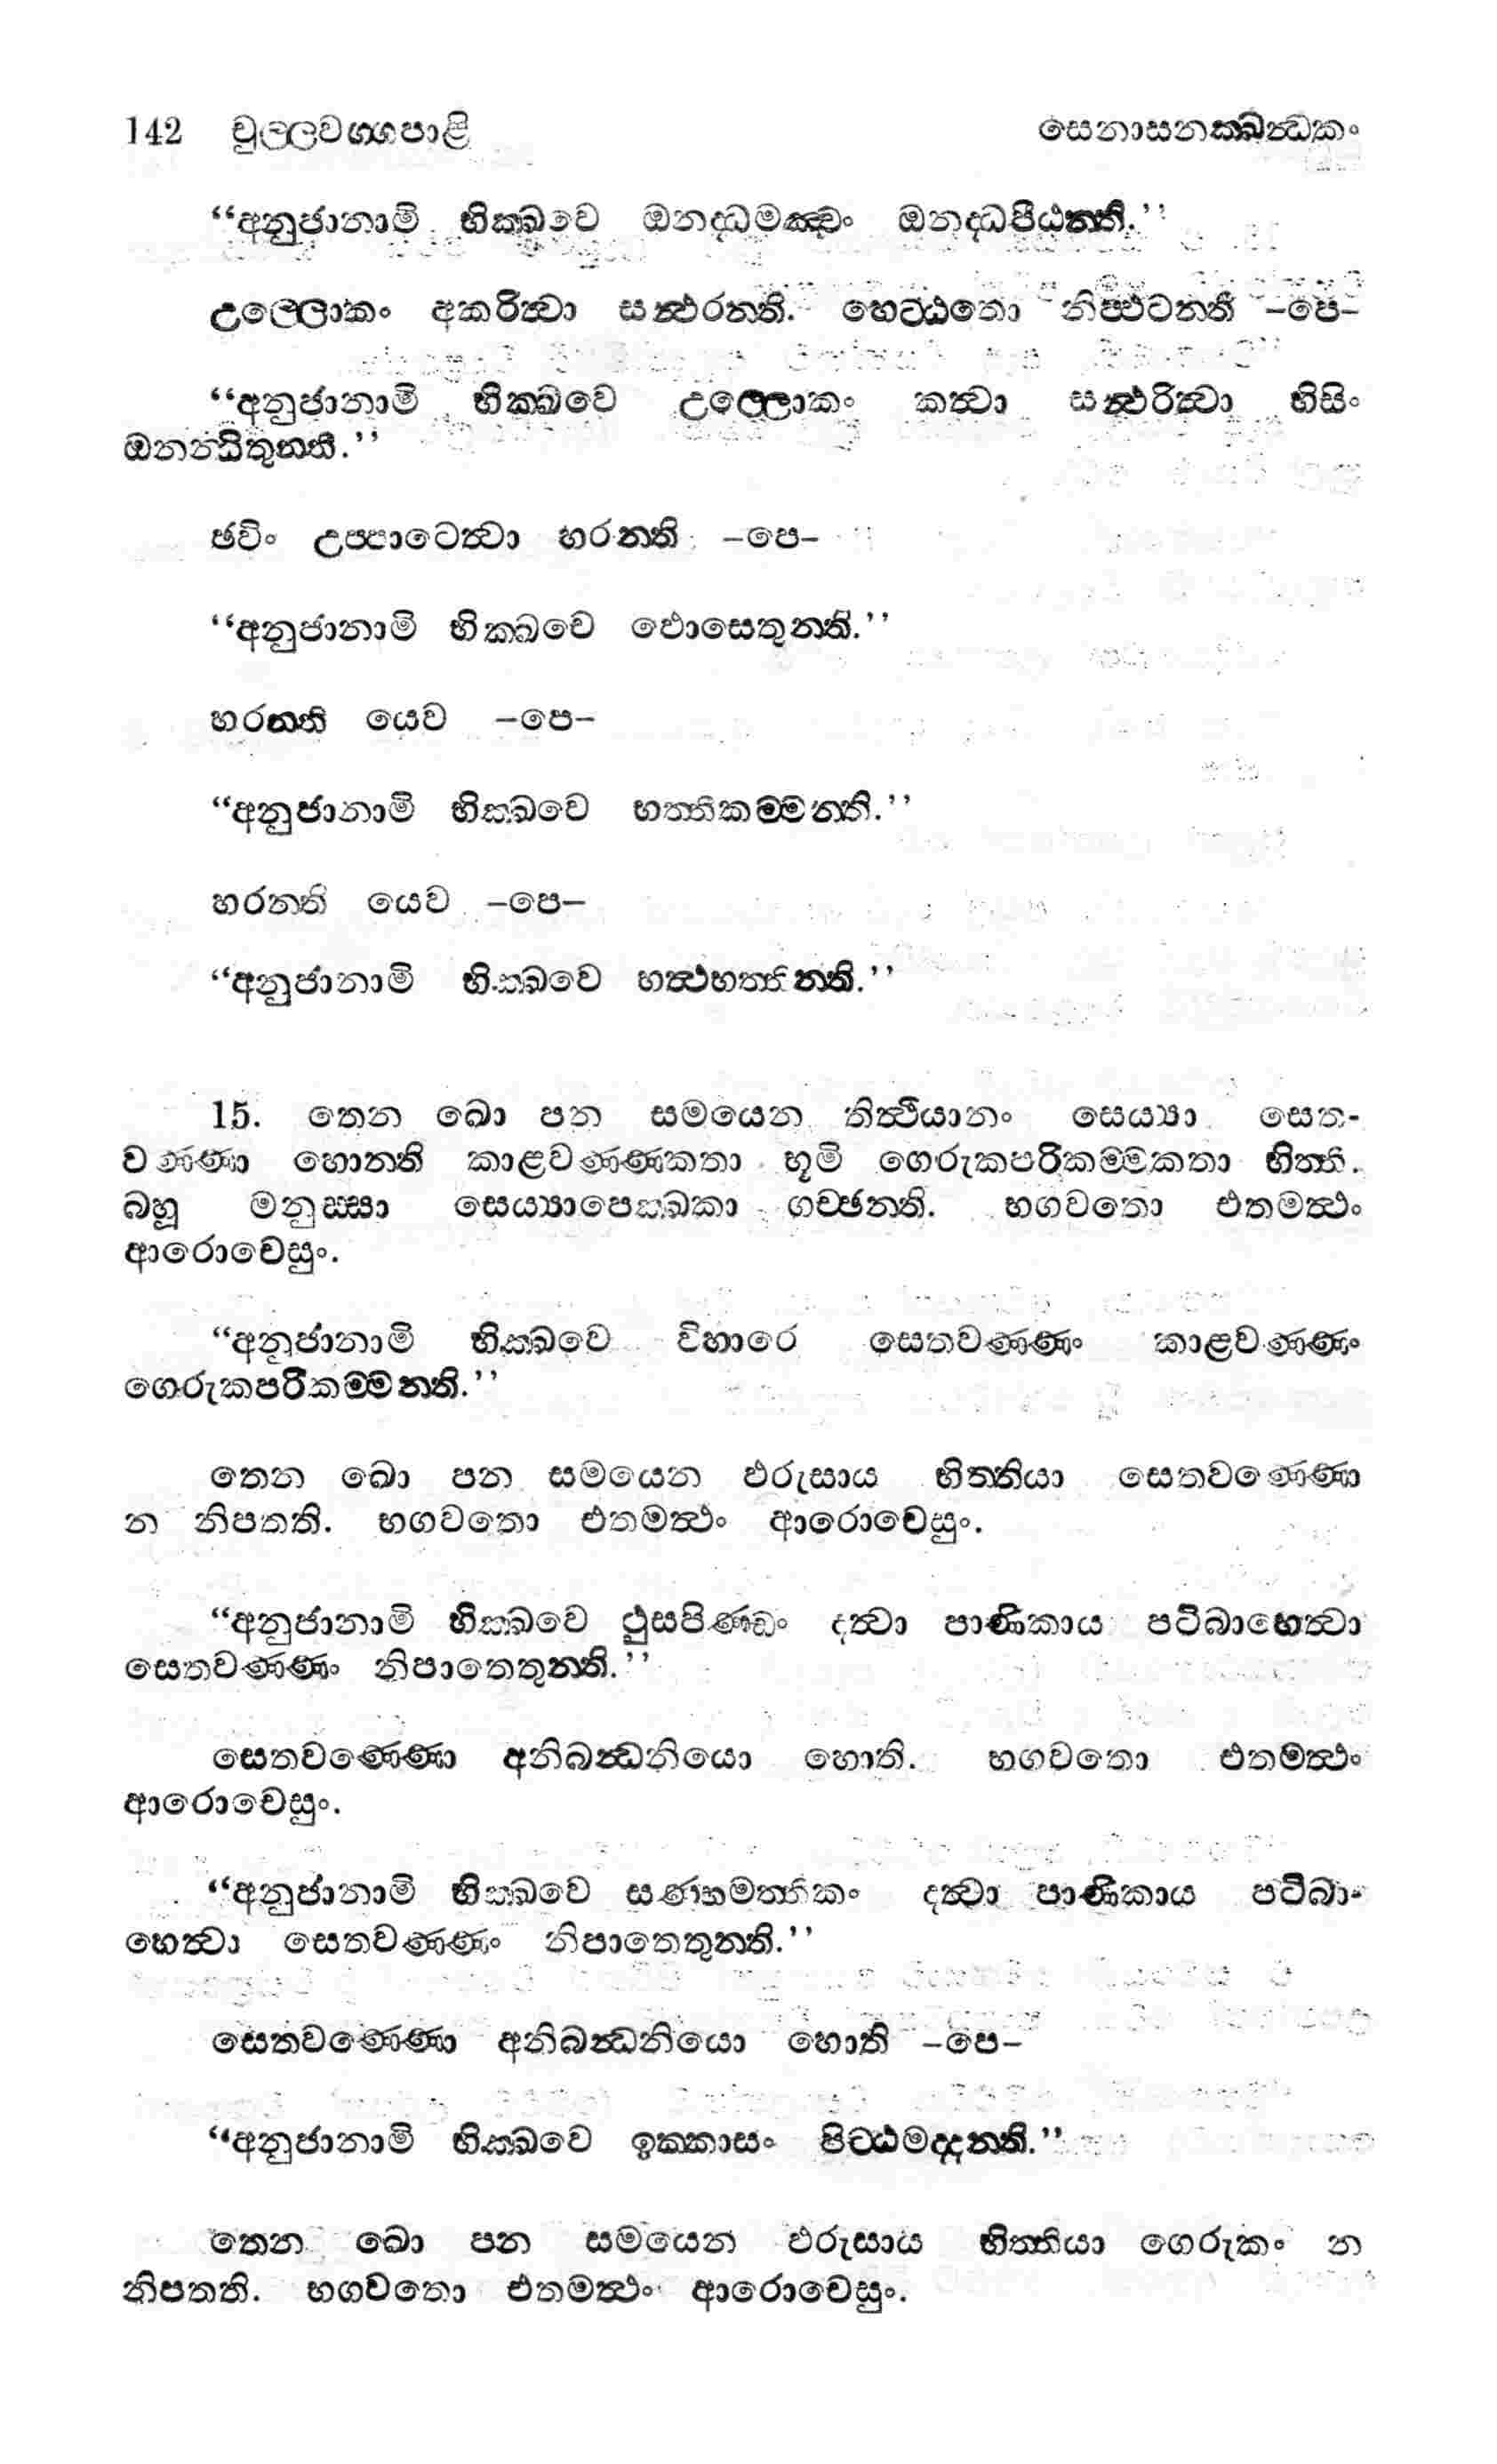 142 චුල්ලවග්ගපාළි සෙනාසනක්ඛන්ධකං
“අනුජානාමි භික්ඛවෙ ඔනද්ධමඤ්චං ඔනද්ධපීඨන්ති.’’
උල්ලොකං අකරිත්වා සන්ථරන්ති. හෙට්ඨතො නිප්ඵටන්ති –පෙ–
“අනුජානාමි භික්ඛවෙ උල්ලොකං කත්වා සන්ථරිත්වා භිසිං
ඔනන්ධිතුන්ති.’’
ඡවිං උප්පාටෙත්වා හරන්ති –පෙ–
“අනුජානාමි භික්ඛවෙ ඵොසෙතුන්ති.’’
හරන්ති යෙව –පෙ–
“අනුජානාමි භික්ඛවෙ භත්තිකම්මන්ති.’’
හරන්ති යෙව –පෙ–
“අනුජානාමි භික්ඛවෙ හත්ථභත්තින්ති.’’
15. තෙන ඛො පන සමයෙන තිත්ථියානං සෙය්‍යා සෙත-
වණ්ණා හොන්ති කාළවණ්ණකතා භූමි ගෙරුකපරිකම්මකතා භිත්ති.
බහූ මනුස්සා සෙය්‍යාපෙක්ඛකා ගච්ඡන්ති. භගවතො එතමත්ථං
ආරොචෙසුං.
“අනුජානාමි භික්ඛවෙ විහාරෙ සෙතවණ්ණං කාළවණ්ණං
ගෙරුකපරිකම්මන්ති.’’
තෙන ඛො පන සමයෙන ඵරුසාය භිත්තියා සෙතවණ්ණො
න නිපතති. භගවතො එතමත්ථං ආරොචෙසුං.
“අනුජානාමි භික්ඛවෙ ථුසපිණ්ඩං දත්වා පාණිකාය පටිබාහෙත්වා
සෙතවණ්ණං නිපාතෙතුන්ති.’’
සෙතවණ්ණො අනිබන්ධනියො හොති. භගවතො එතමත්ථං
ආරොචෙසුං.
“අනුජානාමි භික්ඛවෙ සණ්හමත්තිකං දත්වා පාණිකාය පටිබා-
හෙත්වා සෙතවණ්ණං නිපාතෙතුන්ති.’’
සෙතවණ්ණො අනිබන්ධනියො හොති –පෙ–
“අනුජානාමි භික්ඛවෙ ඉක්කාසං පිට්ඨමද්දන්ති.’’
තෙන ඛො පන සමයෙන ඵරුසාය භිත්තියා ගෙරුකං න
නිපතති. භගවතො එතමත්ථං ආරොචෙසුං.